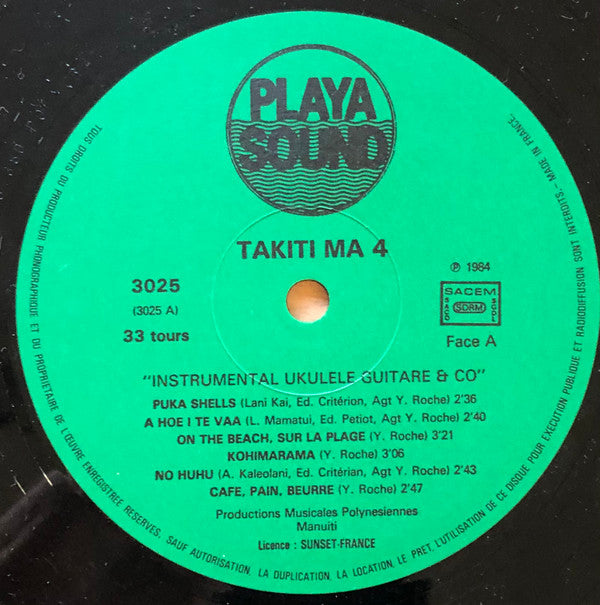 PLAYA
SOUND
TAKITI MA 4
3025
(3025 A)
33 tours
Ⓟ 1984
SACEM
SACD SDRM SGDL
Face A
"INSTRUMENTAL UKULELE GUITARE & CO"
PUKA SHELLS (Lani Kai, Ed. Critérion, Agt Y. Roche) 2'36
A HOE I TE VAA (L. Mamatui, Ed. Petiot, Agt Y. Roche) 2'40
ON THE BEACH, SUR LA PLAGE (Y. Roche) 3'21
KOHIMARAMA (Y. Roche) 3'06
NO HUHU (A. Kaleolani, Ed. Critérian, Agt Y. Roche) 2'43
CAFE, PAIN, BEURRE (Y. Roche) 2'47
Productions Musicales Polynesiennes
Manuiti
Licence : SUNSET-FRANCE
TOUS DROITS DU PRODUCTEUR PHONOGRAPHIQUE ET DU PROPRIETAIRE DE L'ŒUVRE ENREGISTREE RESERVES, SAUF AUTORISATION, LA DUPLICATION, LA LOCATION, LE PRET, L'UTILISATION DE CE DISQUE POUR EXECUTION PUBLIQUE ET RADIODIFFUSION SONT INTERDITS. - MADE IN FRANCE.